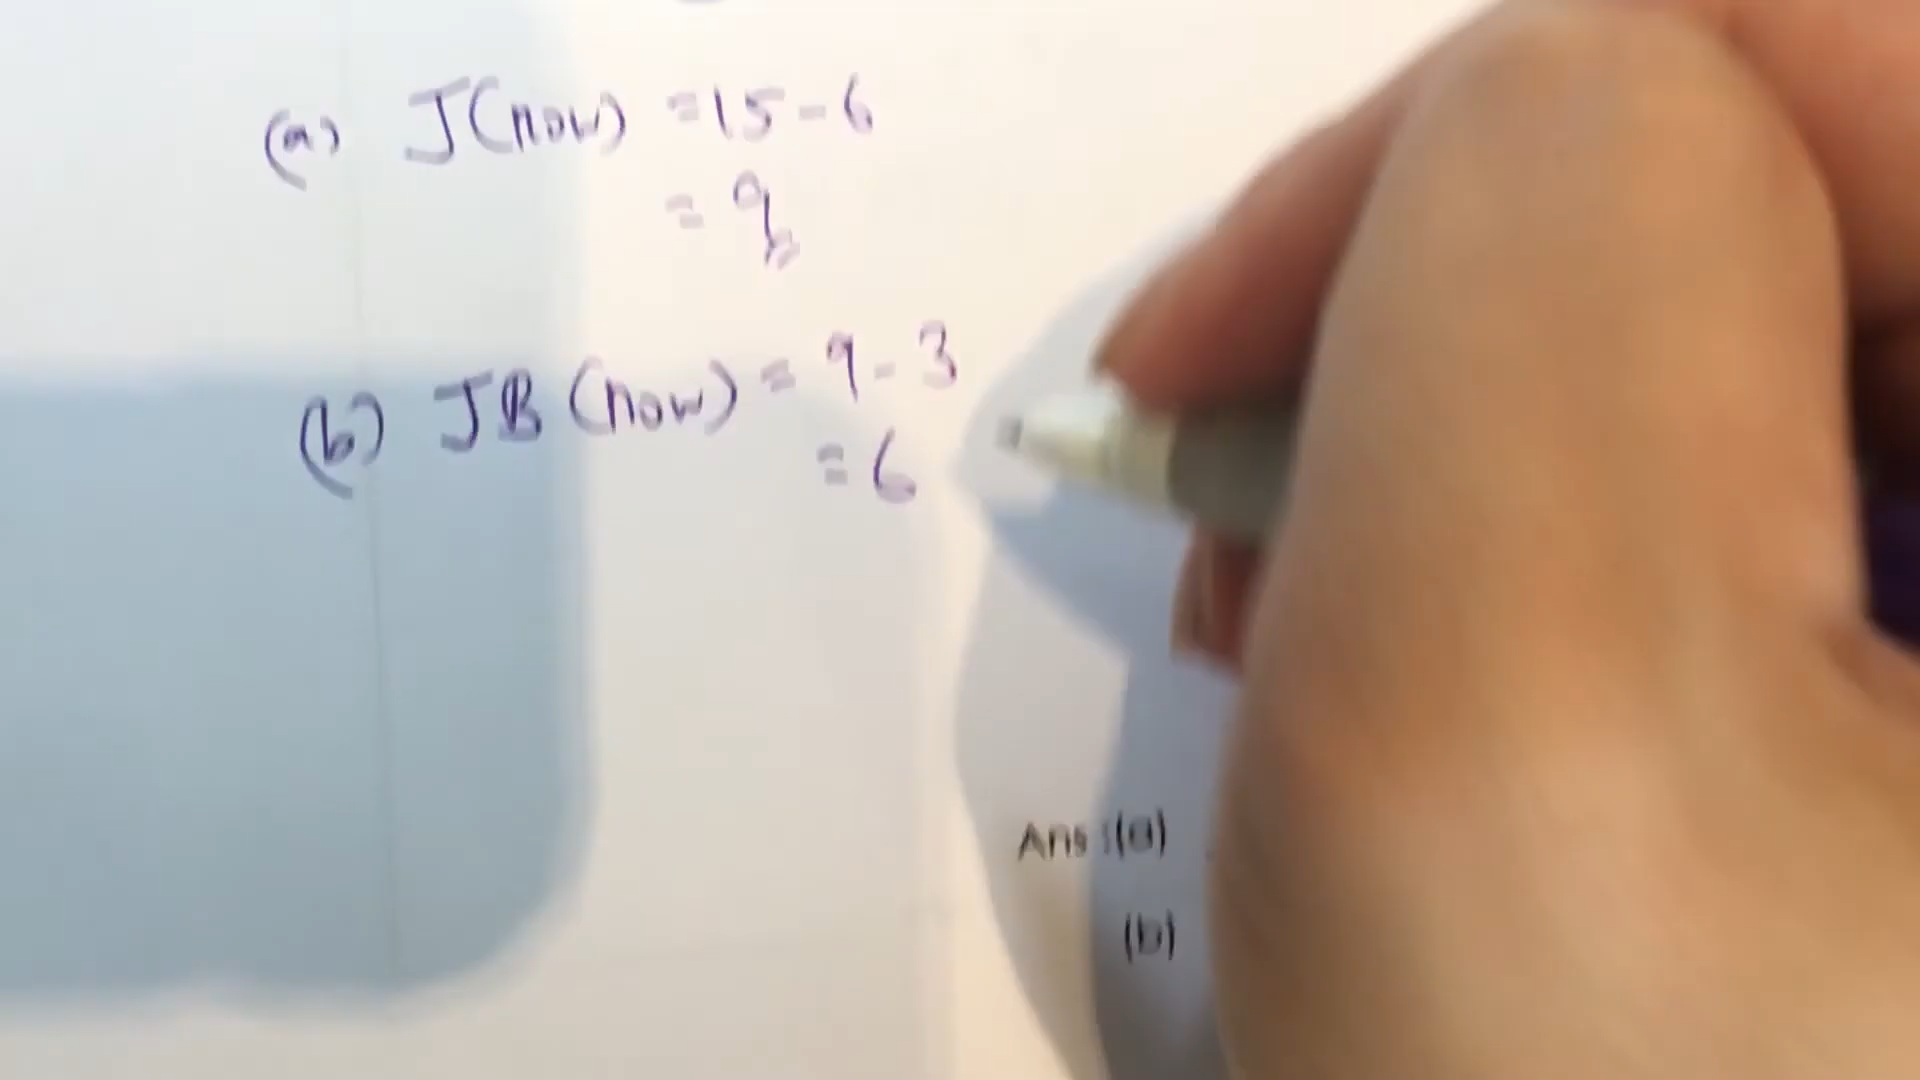 (a) J(now) = 15 - 6
= 9
(b) JB (now) = 9 - 3
= 6
Ans :(a)
(b)